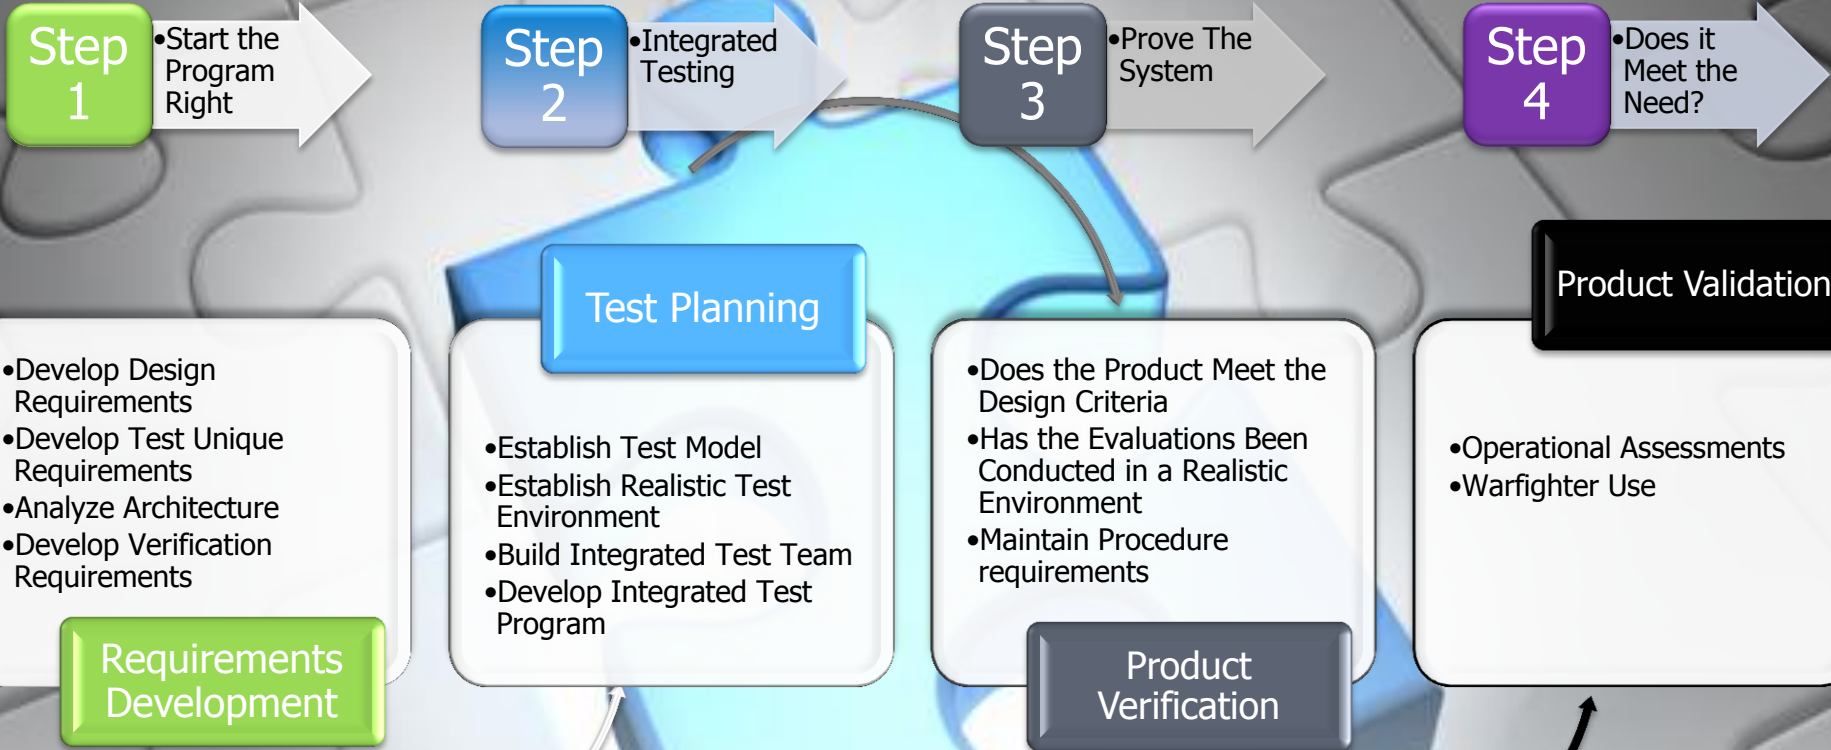 Step
1
•Start the
Program
Right
Step
2
•Integrated
Testing
Step
3
•Prove The
System
Step
4
•Does it
Meet the
Need?
•Develop Design
Requirements
•Develop Test Unique
Requirements
•Analyze Architecture
•Develop Verification
Requirements
Requirements
Development
Test Planning
•Establish Test Model
•Establish Realistic Test
Environment
•Build Integrated Test Team
•Develop Integrated Test
Program
•Does the Product Meet the
Design Criteria
•Has the Evaluations Been
Conducted in a Realistic
Environment
•Maintain Procedure
requirements
Product
Verification
Product Validation
•Operational Assessments
•Warfighter Use